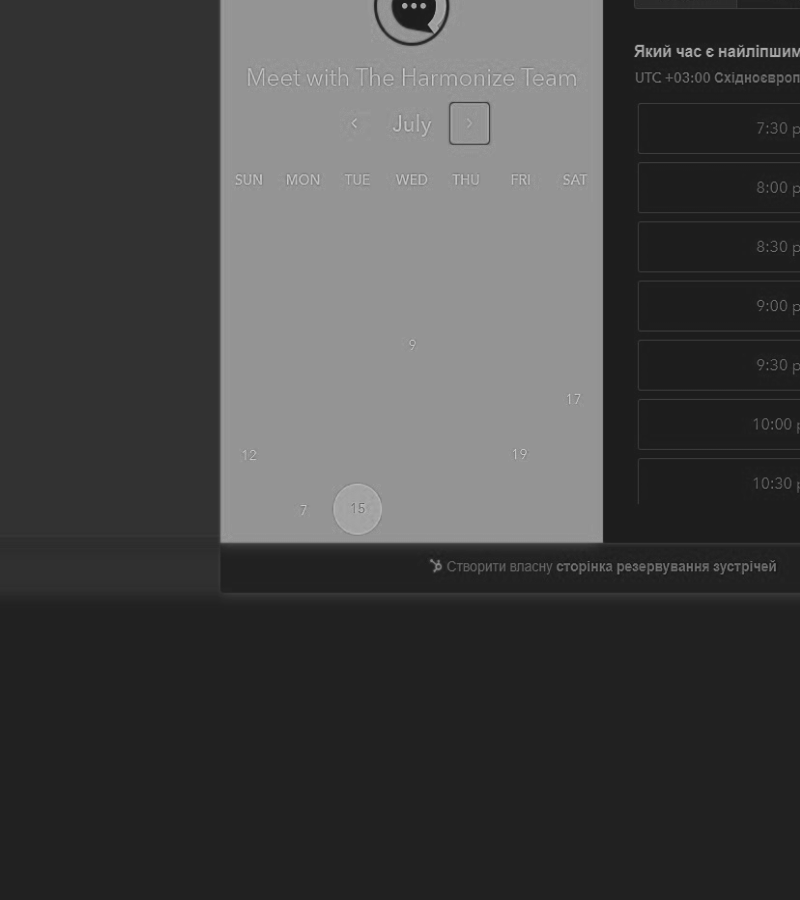 Meet with The Harmonize Team
July
SUN MON TUE WED THU FRI SAT
9
17
12 19
7 15
Який час є найліпшим
UTC +03:00 Східноєвроп
7:30 p
8:00 p
8:30 p
9:00 p
9:30 p
10:00 p
10:30 p
Створити власну сторінка резервування зустрічей